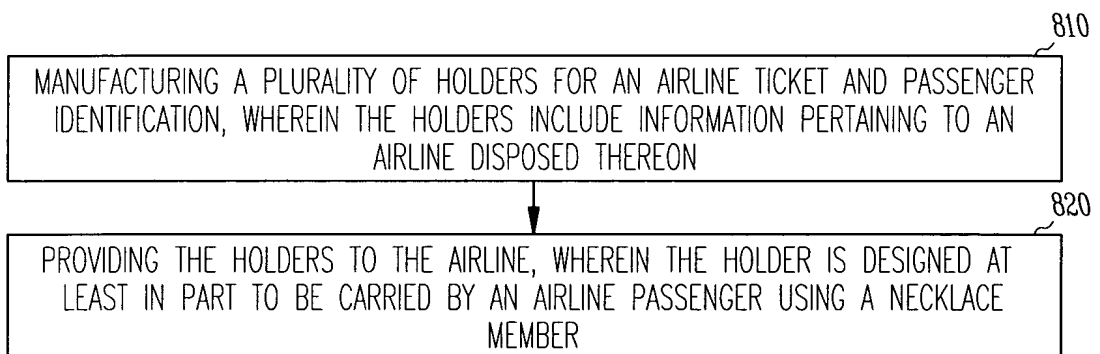 810
MANUFACTURING A PLURALITY OF HOLDERS FOR AN AIRLINE TICKET AND PASSENGER
IDENTIFICATION, WHEREIN THE HOLDERS INCLUDE INFORMATION PERTAINING TO AN
AIRLINE DISPOSED THEREON
820
PROVIDING THE HOLDERS TO THE AIRLINE, WHEREIN THE HOLDER IS DESIGNED AT
LEAST IN PART TO BE CARRIED BY AN AIRLINE PASSENGER USING A NECKLACE
MEMBER